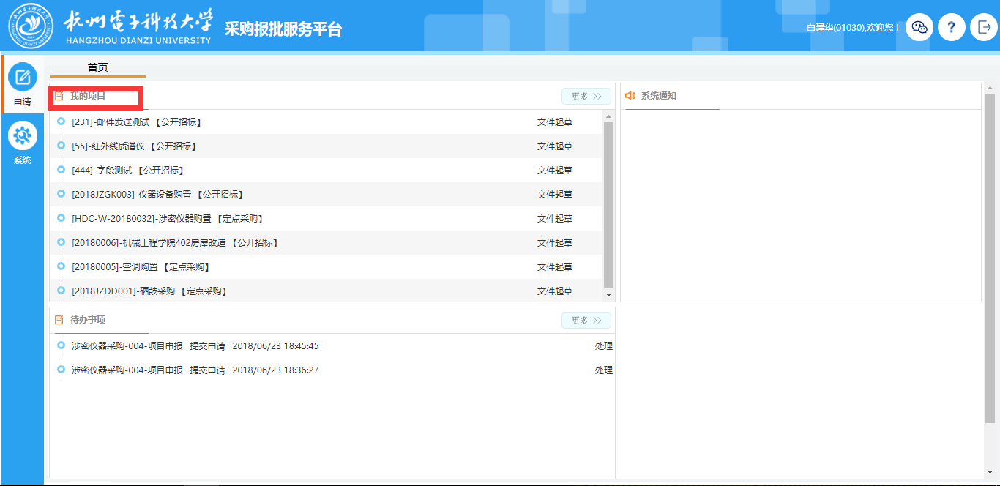 杭州電子科技大学
HANGZHOU DIANZI UNIVERSITY
采购报批服务平台
白建华(01030),欢迎您！
?
申请
系统
首页
我的项目
更多 >>
[231]-邮件发送测试 【公开招标】 文件起草
[55]-红外线质谱仪 【公开招标】 文件起草
[444]-字段测试 【公开招标】 文件起草
[2018JZGK003]-仪器设备购置 【公开招标】 文件起草
[HDC-W-20180032]-涉密仪器购置 【定点采购】 文件起草
[20180006]-机械工程学院402房屋改造 【公开招标】 文件起草
[20180005]-空调购置 【定点采购】 文件起草
[2018JZDD001]-硒鼓采购 【定点采购】 文件起草
系统通知
待办事项
更多 >>
涉密仪器采购-004-项目申报 提交申请 2018/06/23 18:45:45 处理
涉密仪器采购-004-项目申报 提交申请 2018/06/23 18:36:27 处理